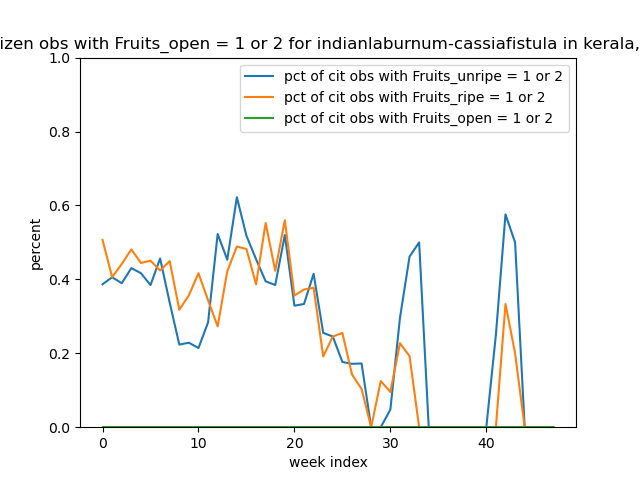 izen obs with Fruits_open = 1 or 2 for indianlaburnum-cassiafistula in kerala,
pct of cit obs with Fruits_unripe = 1 or 2
pct of cit obs with Fruits_ripe = 1 or 2
pct of cit obs with Fruits_open = 1 or 2
1.0
0.8
0.6
0.4
0.2
0.0
percent
0 10 20 30 40
week index